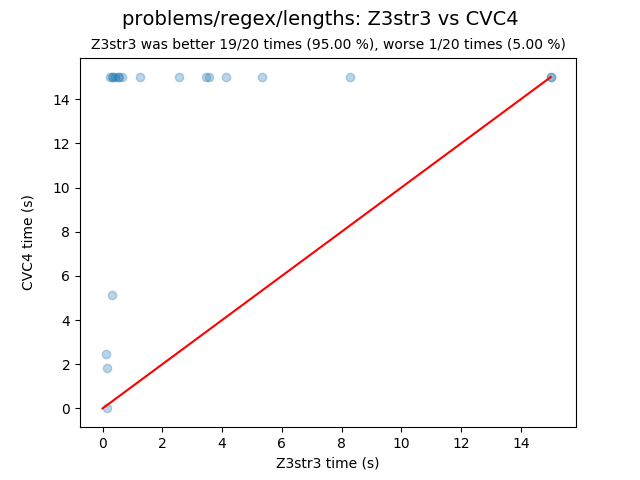 problems/regex/lengths: Z3str3 vs CVC4
Z3str3 was better 19/20 times (95.00 %), worse 1/20 times (5.00 %)
14
12
10
8
6
4
2
0
CVC4 time (s)
0 2 4 6 8 10 12 14
Z3str3 time (s)